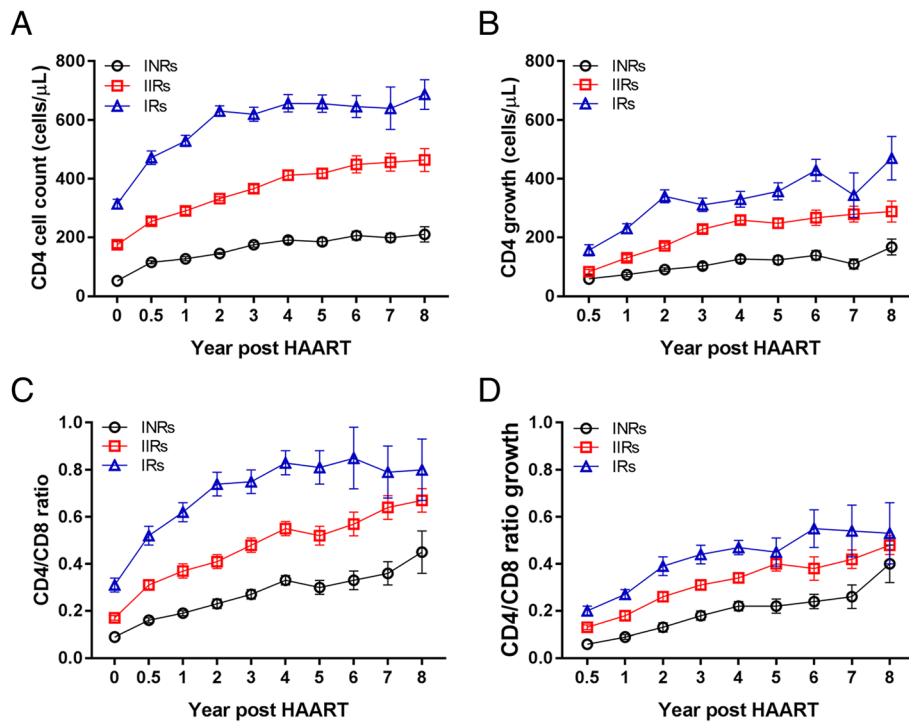 A
CD4 cell count (cells/μL)
800
600
400
200
0
INRs
IIRs
IRs
0 0.5 1 2 3 4 5 6 7 8
Year post HAART
B
CD4 growth (cells/μL)
800
600
400
200
0
INRs
IIRs
IRs
0.5 1 2 3 4 5 6 7 8
Year post HAART
C
CD4/CD8 ratio
1.0
0.8
0.6
0.4
0.2
0.0
INRs
IIRs
IRs
0 0.5 1 2 3 4 5 6 7 8
Year post HAART
D
CD4/CD8 ratio growth
1.0
0.8
0.6
0.4
0.2
0.0
INRs
IIRs
IRs
0.5 1 2 3 4 5 6 7 8
Year post HAART